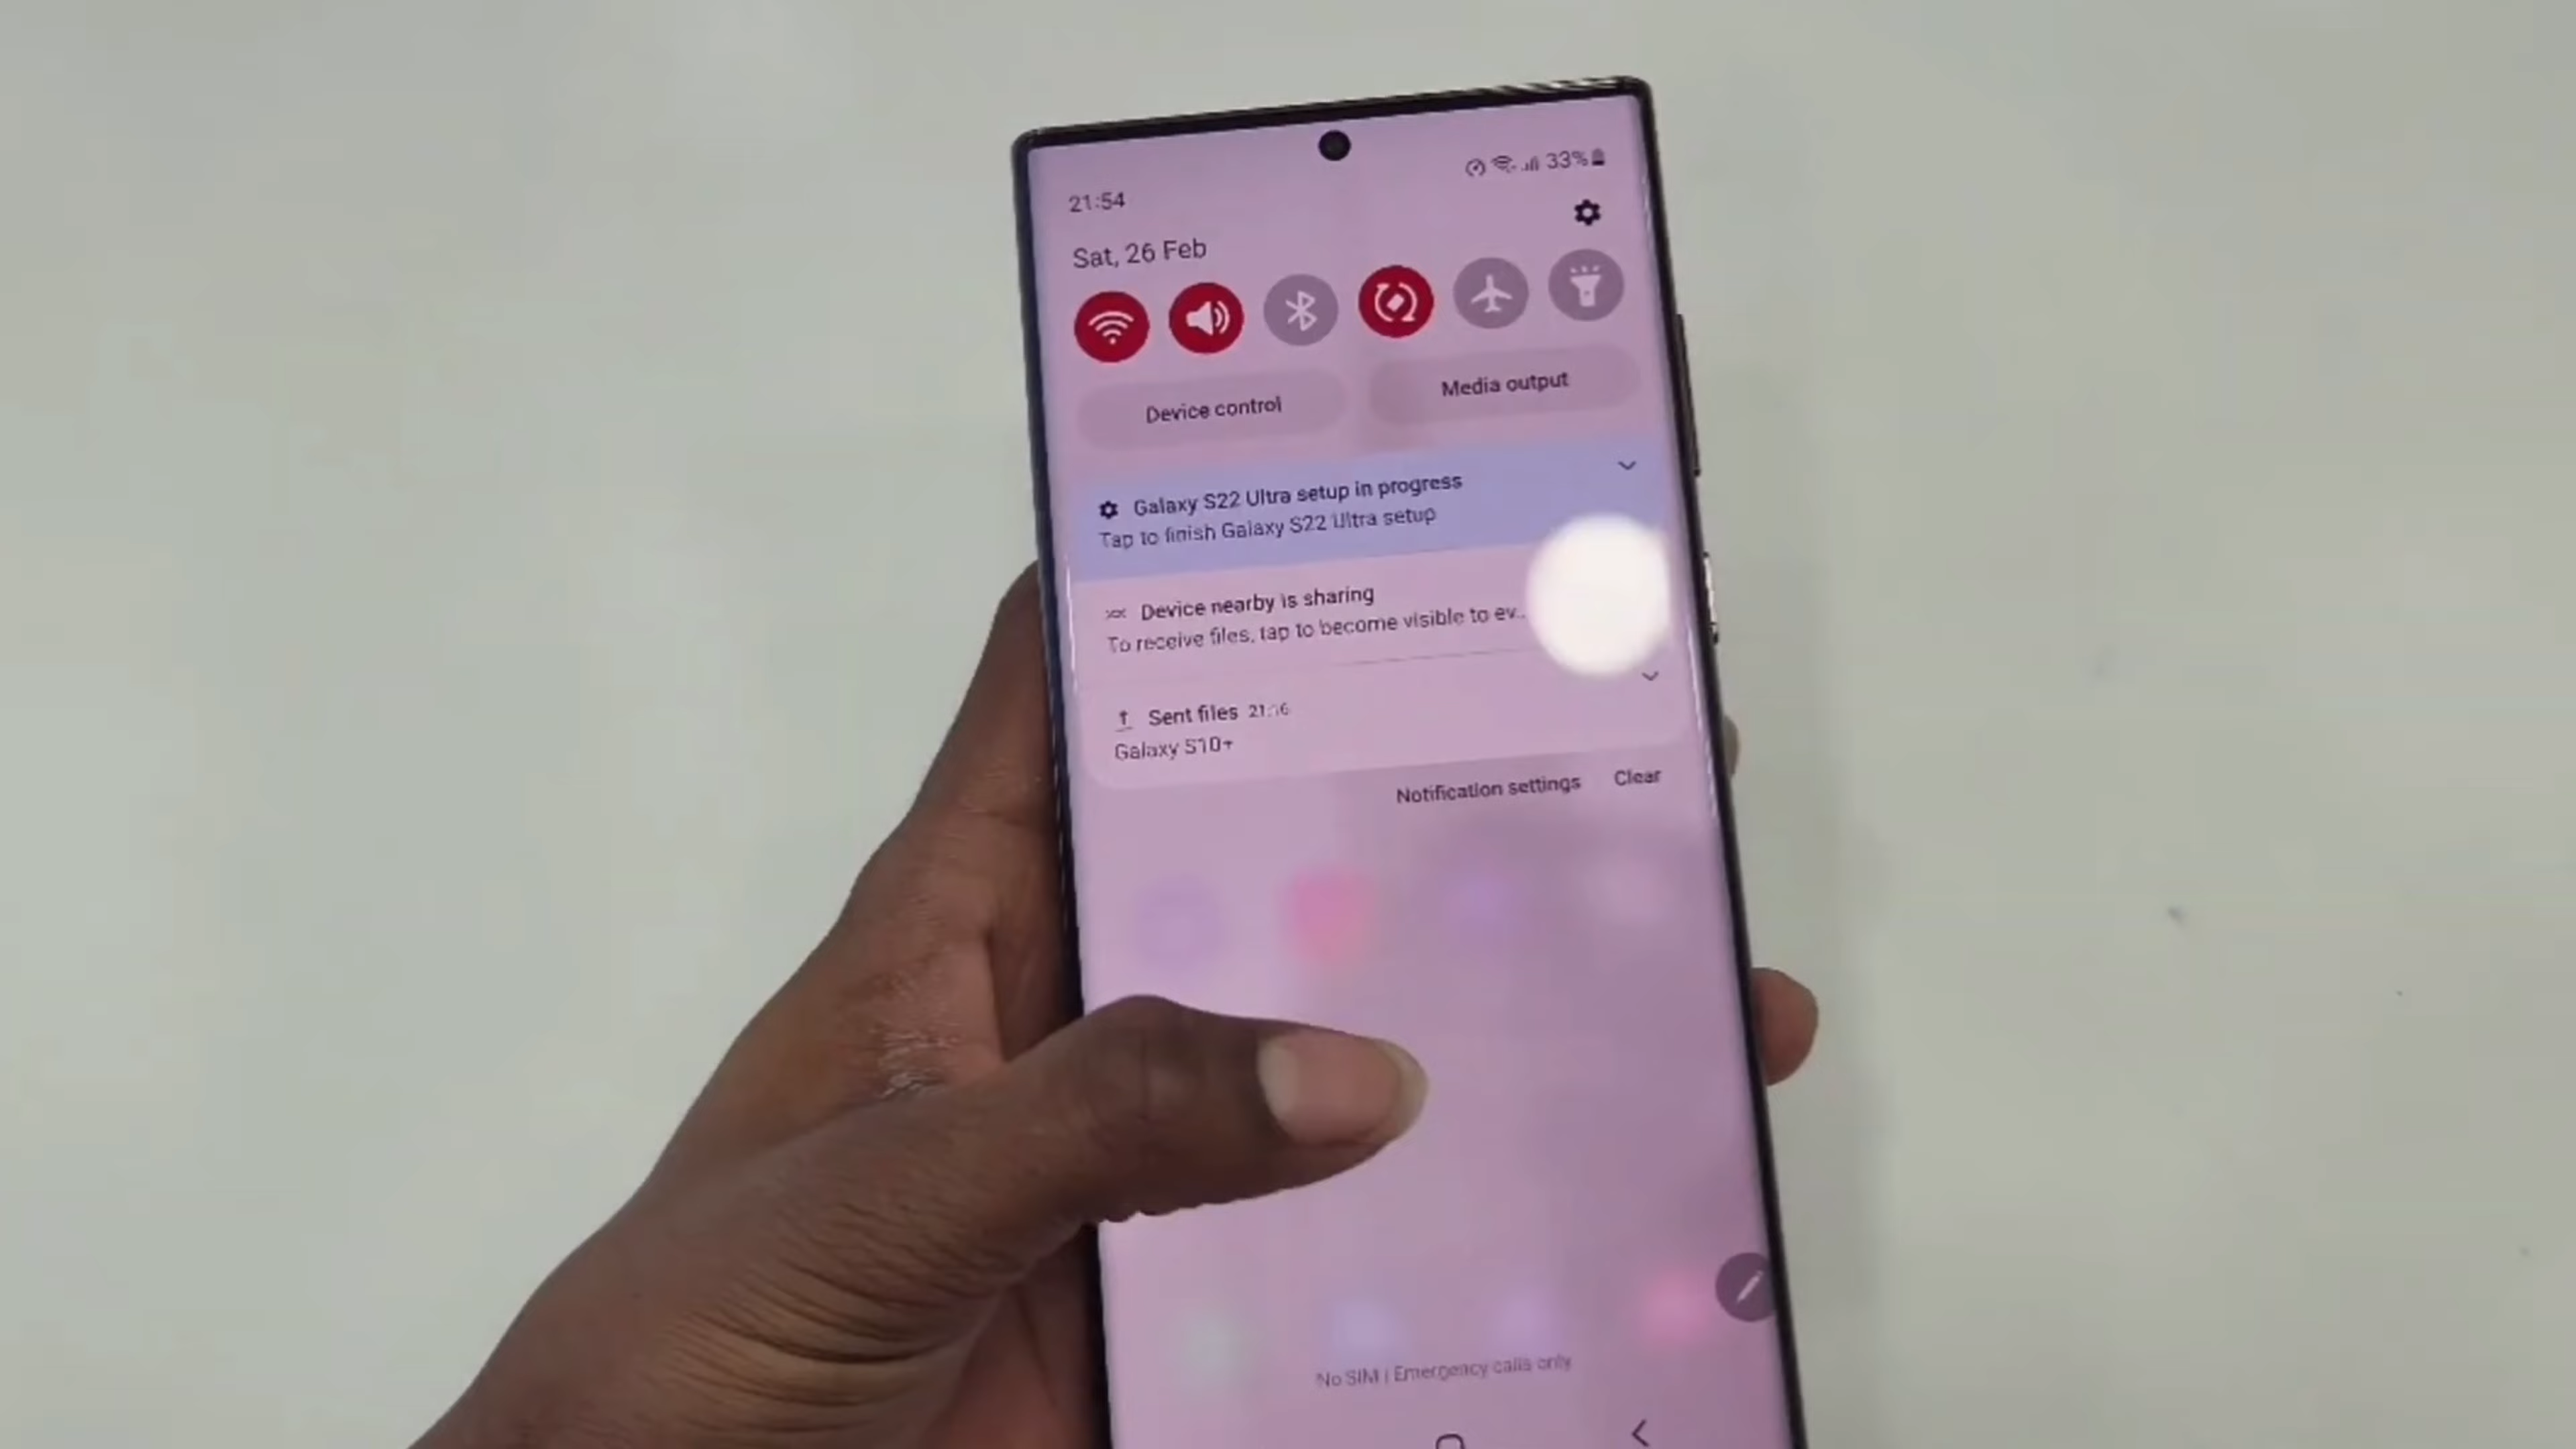 21:54
33%
Sat, 26 Feb
Device control
Media output
Galaxy S22 Ultra setup in progress
Tap to finish Galaxy S22 Ultra setup
Device nearby is sharing
To receive files, tap to become visible to ev...
Sent files
Galaxy S10+
Notification settings
Clear
No SIM | Emergency calls only